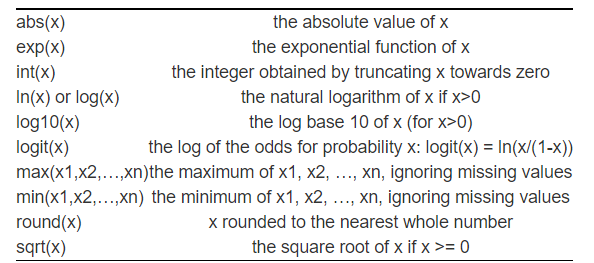 abs(x) the absolute value of x
exp(x) the exponential function of x
int(x) the integer obtained by truncating x towards zero
ln(x) or log(x) the natural logarithm of x if x>0
log10(x) the log base 10 of x (for x>0)
logit(x) the log of the odds for probability x: logit(x) = ln(x/(1-x))
max(x1,x2,…,xn)the maximum of x1, x2, …, xn, ignoring missing values
min(x1,x2,…,xn) the minimum of x1, x2, …, xn, ignoring missing values
round(x) x rounded to the nearest whole number
sqrt(x) the square root of x if x >= 0